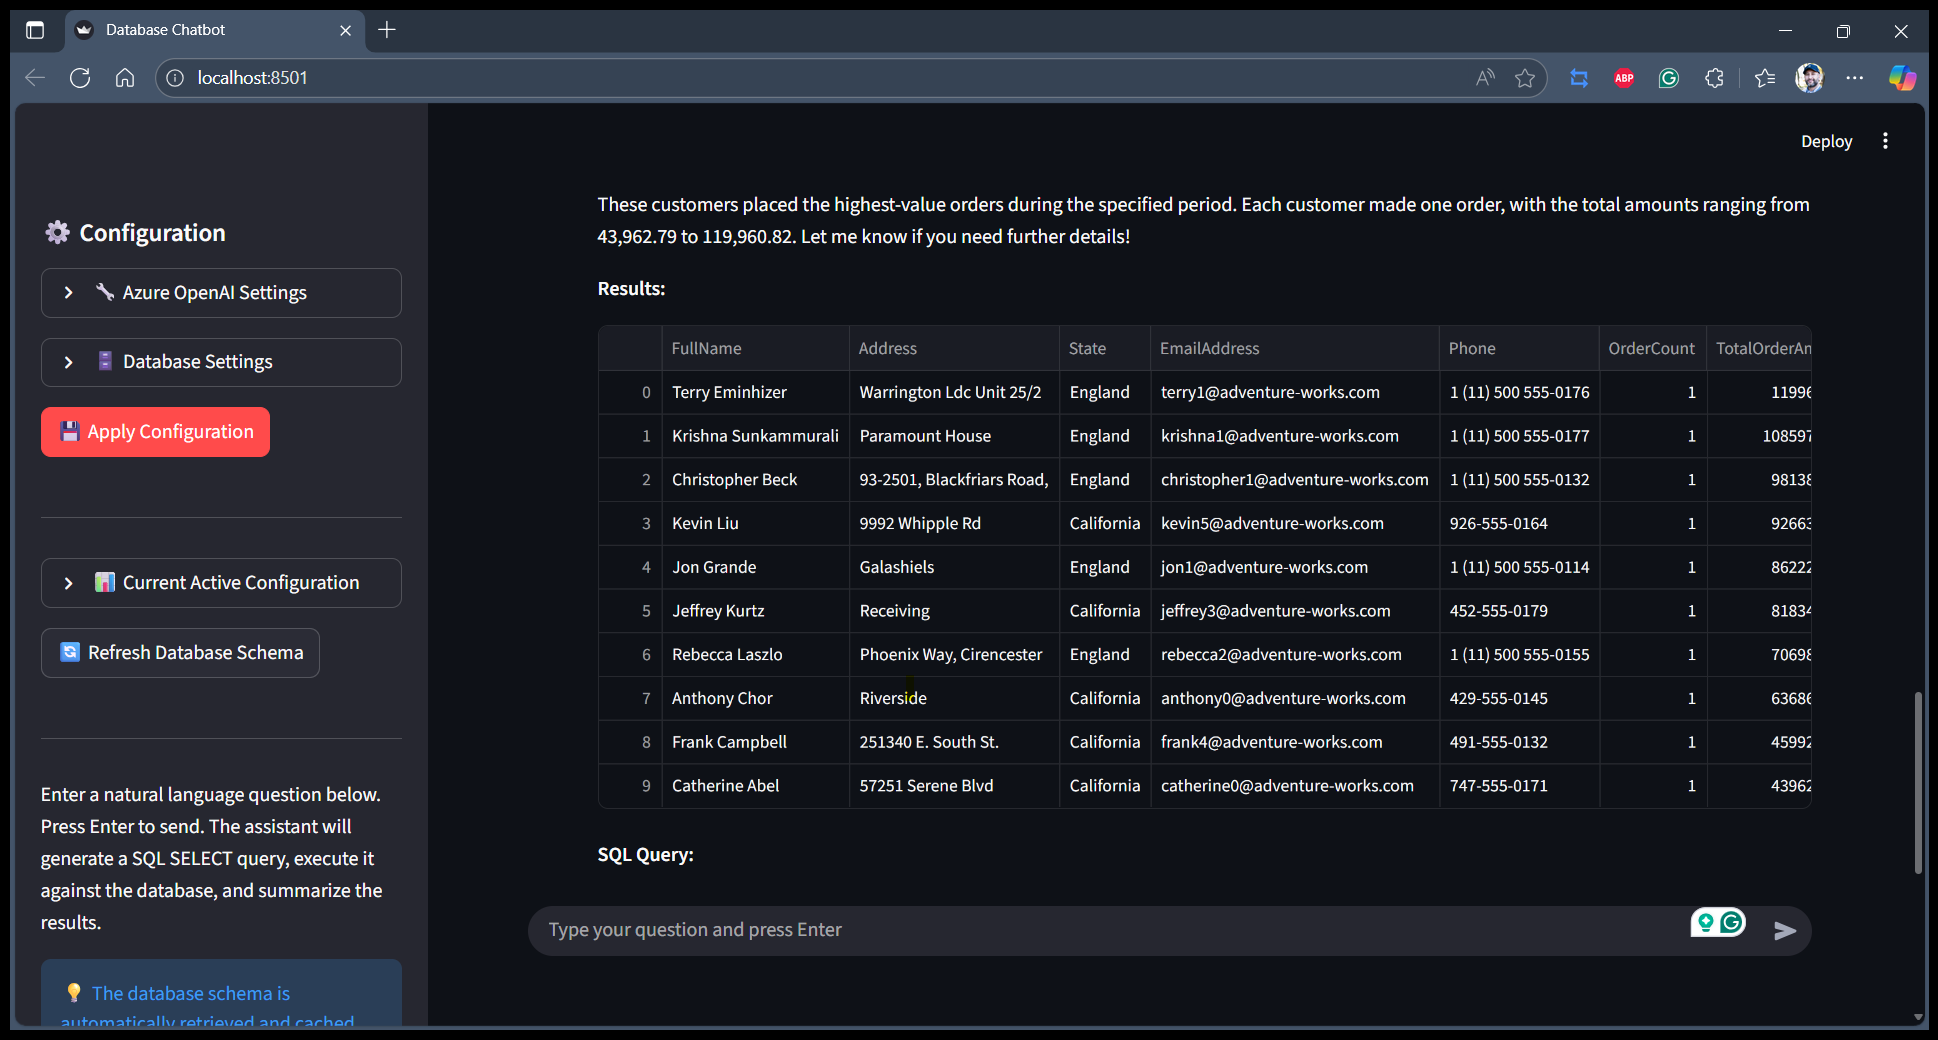 Database Chatbot
localhost:8501
ABP
Deploy
Configuration
Azure OpenAI Settings
Database Settings
Apply Configuration
Current Active Configuration
Refresh Database Schema
Enter a natural language question below.
Press Enter to send. The assistant will
generate a SQL SELECT query, execute it
against the database, and summarize the
results.
The database schema is
automatically retrieved and cached
These customers placed the highest-value orders during the specified period. Each customer made one order, with the total amounts ranging from
43,962.79 to 119,960.82. Let me know if you need further details!
Results:
FullName Address State EmailAddress Phone OrderCount TotalOrderAm
0 Terry Eminhizer Warrington Ldc Unit 25/2 England terry1@adventure-works.com 1 (11) 500 555-0176 1 11996
1 Krishna Sunkammurali Paramount House England krishna1@adventure-works.com 1 (11) 500 555-0177 1 108597
2 Christopher Beck 93-2501, Blackfriars Road, England christopher1@adventure-works.com 1 (11) 500 555-0132 1 98138
3 Kevin Liu 9992 Whipple Rd California kevin5@adventure-works.com 926-555-0164 1 92663
4 Jon Grande Galashiels England jon1@adventure-works.com 1 (11) 500 555-0114 1 86222
5 Jeffrey Kurtz Receiving California jeffrey3@adventure-works.com 452-555-0179 1 81834
6 Rebecca Laszlo Phoenix Way, Cirencester England rebecca2@adventure-works.com 1 (11) 500 555-0155 1 70698
7 Anthony Chor Riverside California anthony0@adventure-works.com 429-555-0145 1 63686
8 Frank Campbell 251340 E. South St. California frank4@adventure-works.com 491-555-0132 1 45992
9 Catherine Abel 57251 Serene Blvd California catherine0@adventure-works.com 747-555-0171 1 43962
SQL Query:
Type your question and press Enter